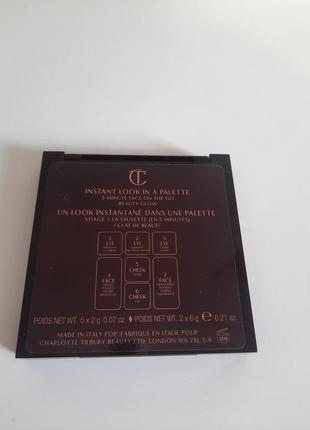 CT
INSTANT LOOK IN A PALETTE
5 MINUTE FACE ON THE GO
BEAUTY GLOW
UN LOOK INSTANTANÉ DANS UNE PALETTE
VISAGE À LA SAUVETTE (EN 5 MINUTES)
ÉCLAT DE BEAUTÉ
1 EYE
2 EYE
3 EYE
4 FACE
5 CHEEK
6 CHEEK
7 FACE
POIDS NET WT. 5 x 2 g 0.07 oz. ♦ POIDS NET WT. 2 x 6 g ℮ 0.21 oz.
MADE IN ITALY FOR/FABRIQUÉ EN ITALIE POUR
CHARLOTTE TILBURY BEAUTY LTD, LONDON W6 7BJ, U.K.